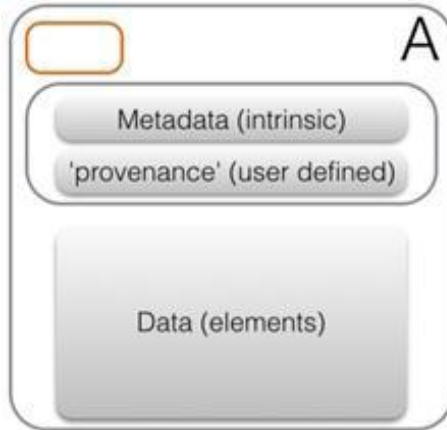 A
Metadata (intrinsic)
'provenance' (user defined)
Data (elements)